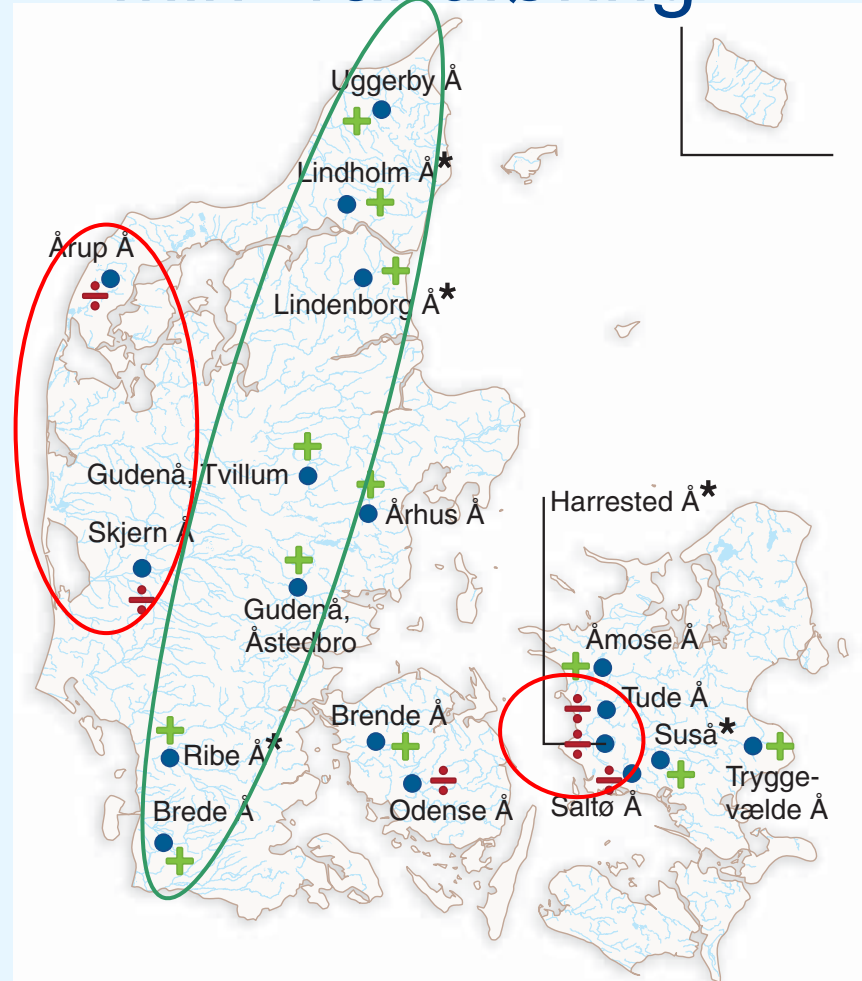 Uggerby Å
Lindholm Å*
Årup Å
Lindenborg Å*
Gudenå, Tvillum
Harrested Å*
Århus Å
Skjern Å
Gudenå,
Åstedbro
Åmose Å
Tude Å
Brende Å
Suså*
Ribe Å*
Trygge-
vælde Å
Odense Å
Saltø Å
Brede Å